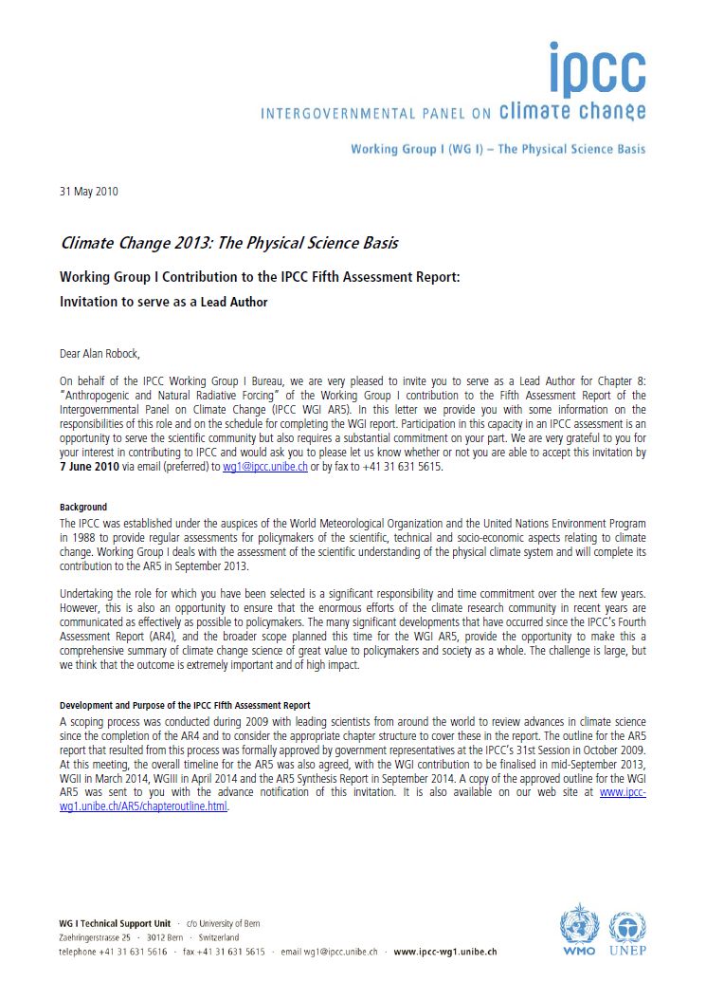 ipcc
INTERGOVERNMENTAL PANEL ON climate change
Working Group I (WG I) – The Physical Science Basis
31 May 2010
Climate Change 2013: The Physical Science Basis
Working Group I Contribution to the IPCC Fifth Assessment Report:
Invitation to serve as a Lead Author
Dear Alan Robock,
On behalf of the IPCC Working Group I Bureau, we are very pleased to invite you to serve as a Lead Author for Chapter 8:
"Anthropogenic and Natural Radiative Forcing" of the Working Group I contribution to the Fifth Assessment Report of the
Intergovernmental Panel on Climate Change (IPCC WGI AR5). In this letter we provide you with some information on the
responsibilities of this role and on the schedule for completing the WGI report. Participation in this capacity in an IPCC assessment is an
opportunity to serve the scientific community but also requires a substantial commitment on your part. We are very grateful to you for
your interest in contributing to IPCC and would ask you to please let us know whether or not you are able to accept this invitation by
7 June 2010 via email (preferred) to wg1@ipcc.unibe.ch or by fax to +41 31 631 5615.
Background
The IPCC was established under the auspices of the World Meteorological Organization and the United Nations Environment Program
in 1988 to provide regular assessments for policymakers of the scientific, technical and socio-economic aspects relating to climate
change. Working Group I deals with the assessment of the scientific understanding of the physical climate system and will complete its
contribution to the AR5 in September 2013.
Undertaking the role for which you have been selected is a significant responsibility and time commitment over the next few years.
However, this is also an opportunity to ensure that the enormous efforts of the climate research community in recent years are
communicated as effectively as possible to policymakers. The many significant developments that have occurred since the IPCC's Fourth
Assessment Report (AR4), and the broader scope planned this time for the WGI AR5, provide the opportunity to make this a
comprehensive summary of climate change science of great value to policymakers and society as a whole. The challenge is large, but
we think that the outcome is extremely important and of high impact.
Development and Purpose of the IPCC Fifth Assessment Report
A scoping process was conducted during 2009 with leading scientists from around the world to review advances in climate science
since the completion of the AR4 and to consider the appropriate chapter structure to cover these in the report. The outline for the AR5
report that resulted from this process was formally approved by government representatives at the IPCC's 31st Session in October 2009.
At this meeting, the overall timeline for the AR5 was also agreed, with the WGI contribution to be finalised in mid-September 2013,
WGII in March 2014, WGIII in April 2014 and the AR5 Synthesis Report in September 2014. A copy of the approved outline for the WGI
AR5 was sent to you with the advance notification of this invitation. It is also available on our web site at www.ipcc-
wg1.unibe.ch/AR5/chapteroutline.html.
WG I Technical Support Unit · c/o University of Bern
Zaehringerstrasse 25 · 3012 Bern · Switzerland
telephone +41 31 631 5616 · fax +41 31 631 5615 · email wg1@ipcc.unibe.ch · www.ipcc-wg1.unibe.ch
WMO
UNEP